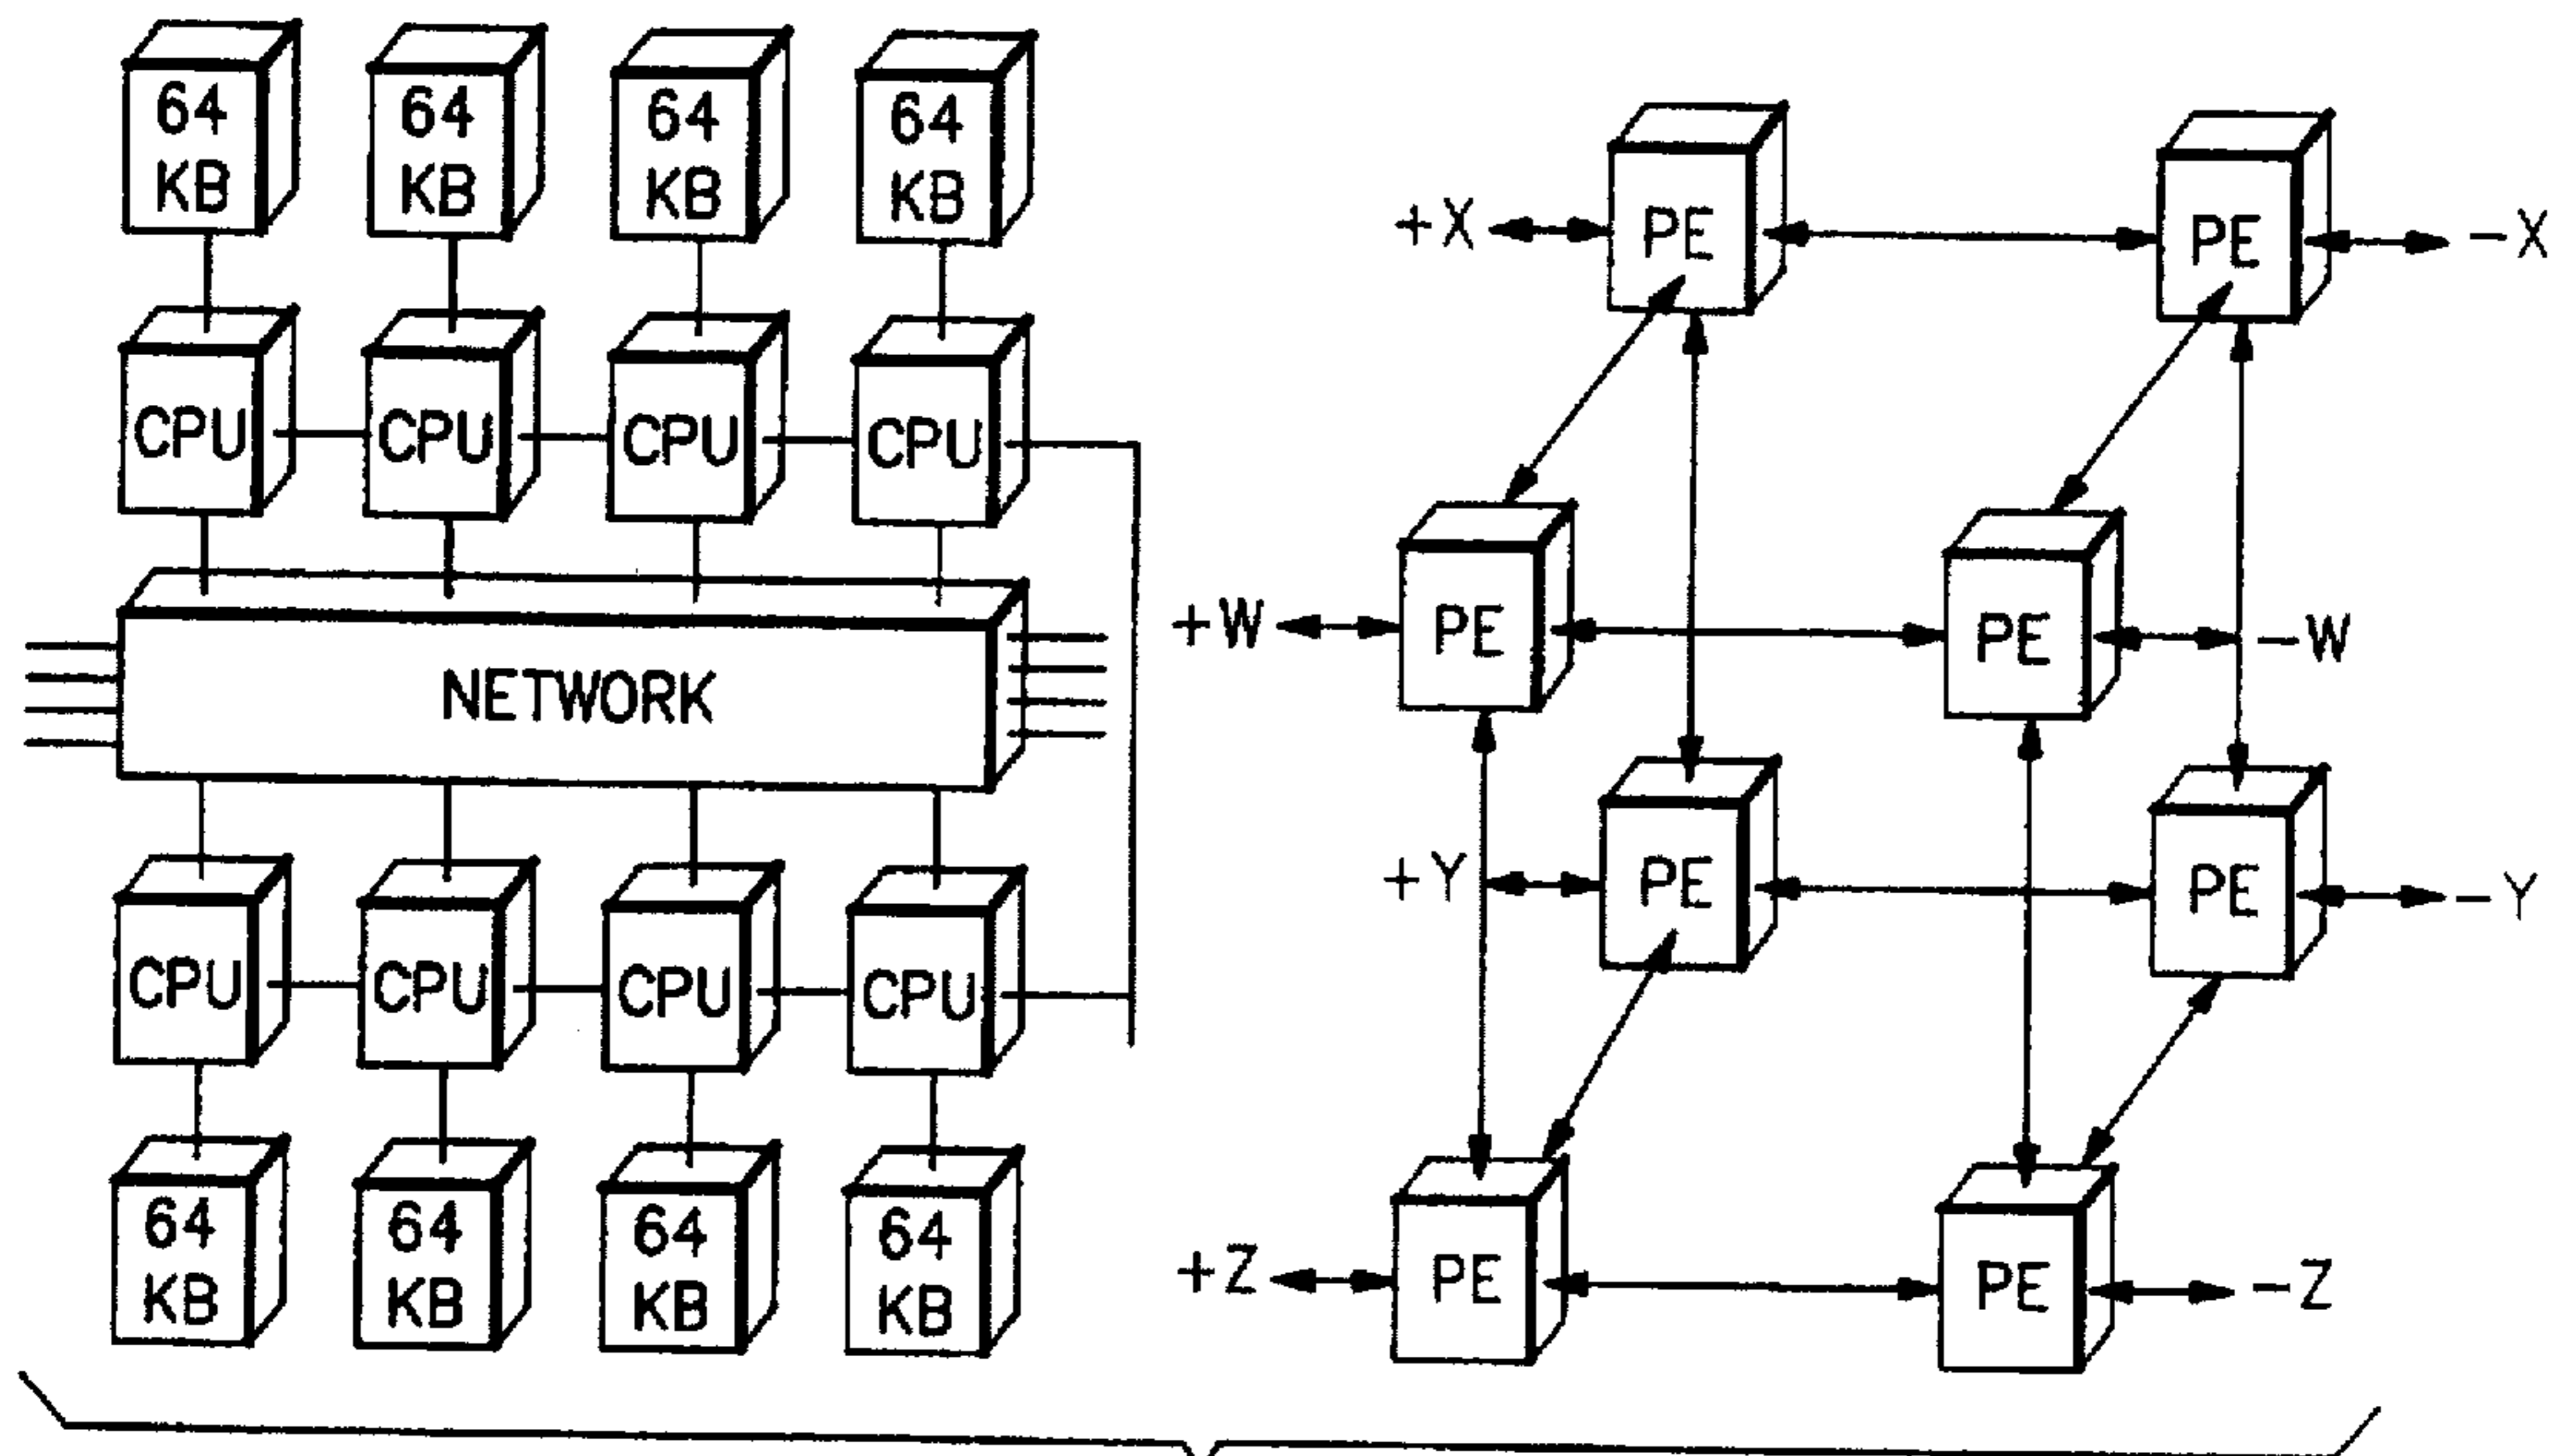 64 KB
64 KB
64 KB
64 KB
CPU
CPU
CPU
CPU
NETWORK
CPU
CPU
CPU
CPU
64 KB
64 KB
64 KB
64 KB
+X
PE
PE
-X
+W
PE
PE
-W
+Y
PE
PE
-Y
+Z
PE
PE
-Z